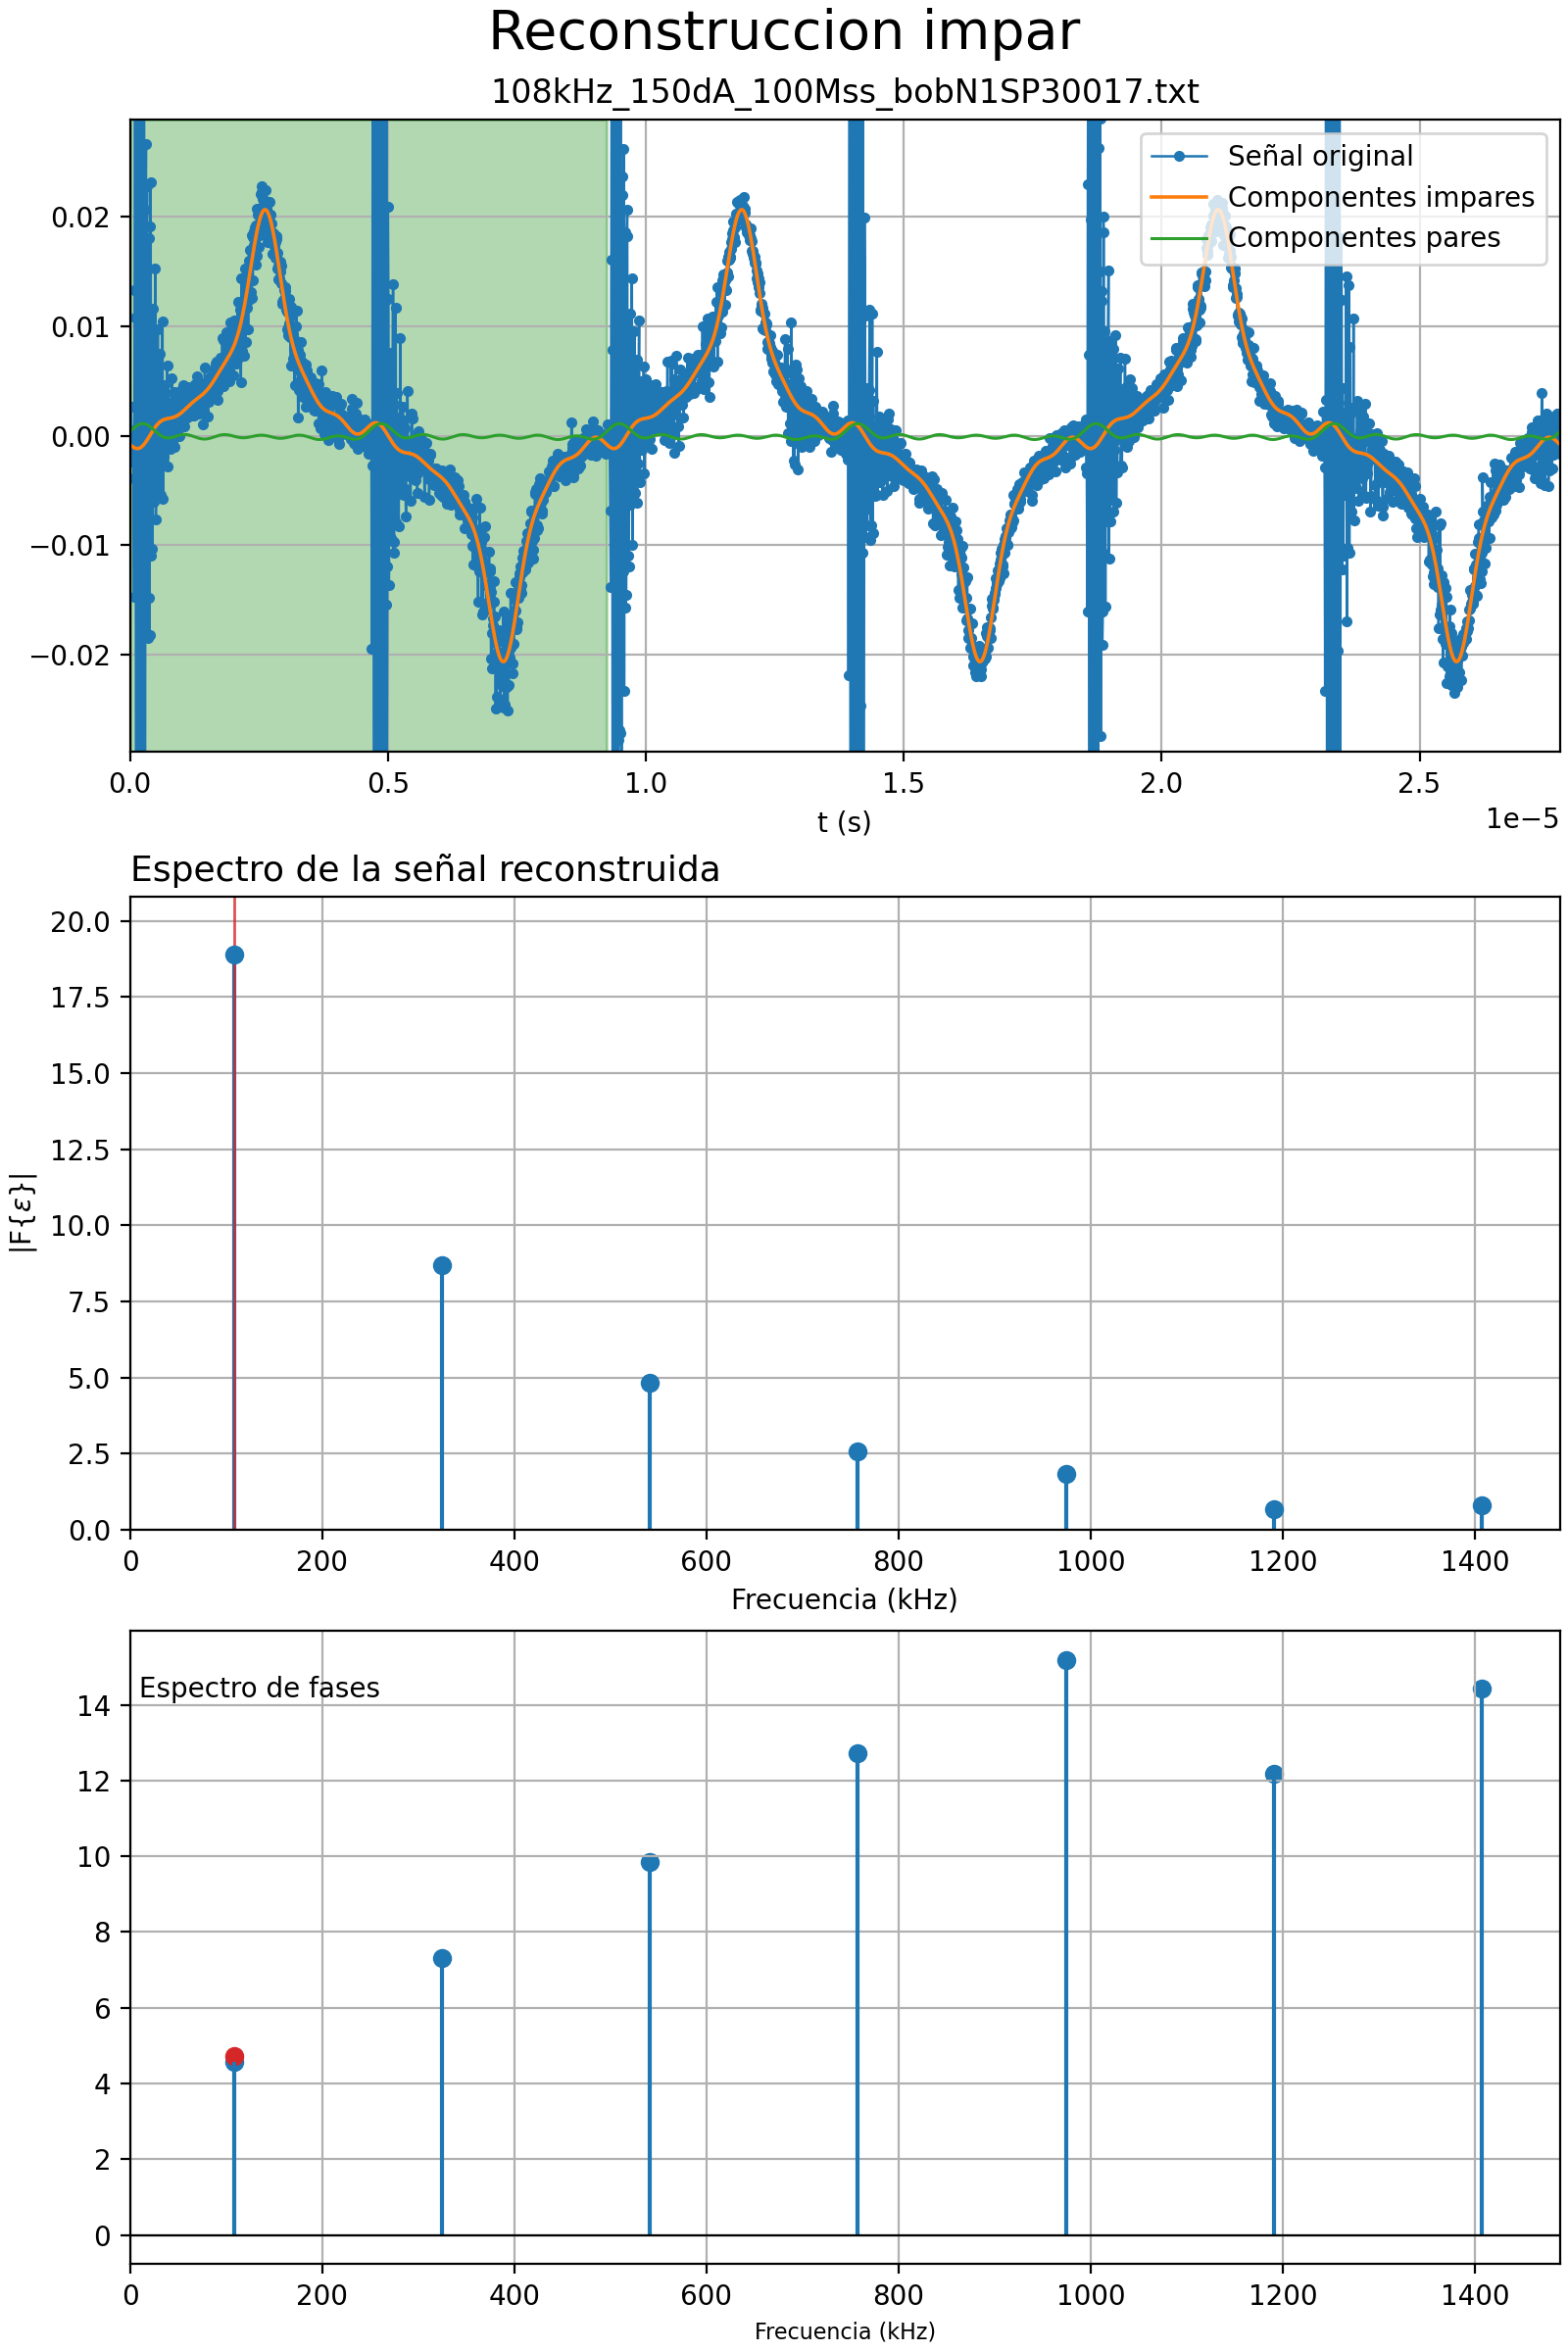 Reconstruccion impar
108kHz_150dA_100Mss_bobN1SP30017.txt
Señal original
Componentes impares
Componentes pares
0.02
0.01
0.00
−0.01
−0.02
0.0 0.5 1.0 1.5 2.0 2.5
t (s)
1e−5
Espectro de la señal reconstruida
|F{ε}|
20.0
17.5
15.0
12.5
10.0
7.5
5.0
2.5
0.0
0 200 400 600 800 1000 1200 1400
Frecuencia (kHz)
Espectro de fases
14
12
10
8
6
4
2
0
0 200 400 600 800 1000 1200 1400
Frecuencia (kHz)